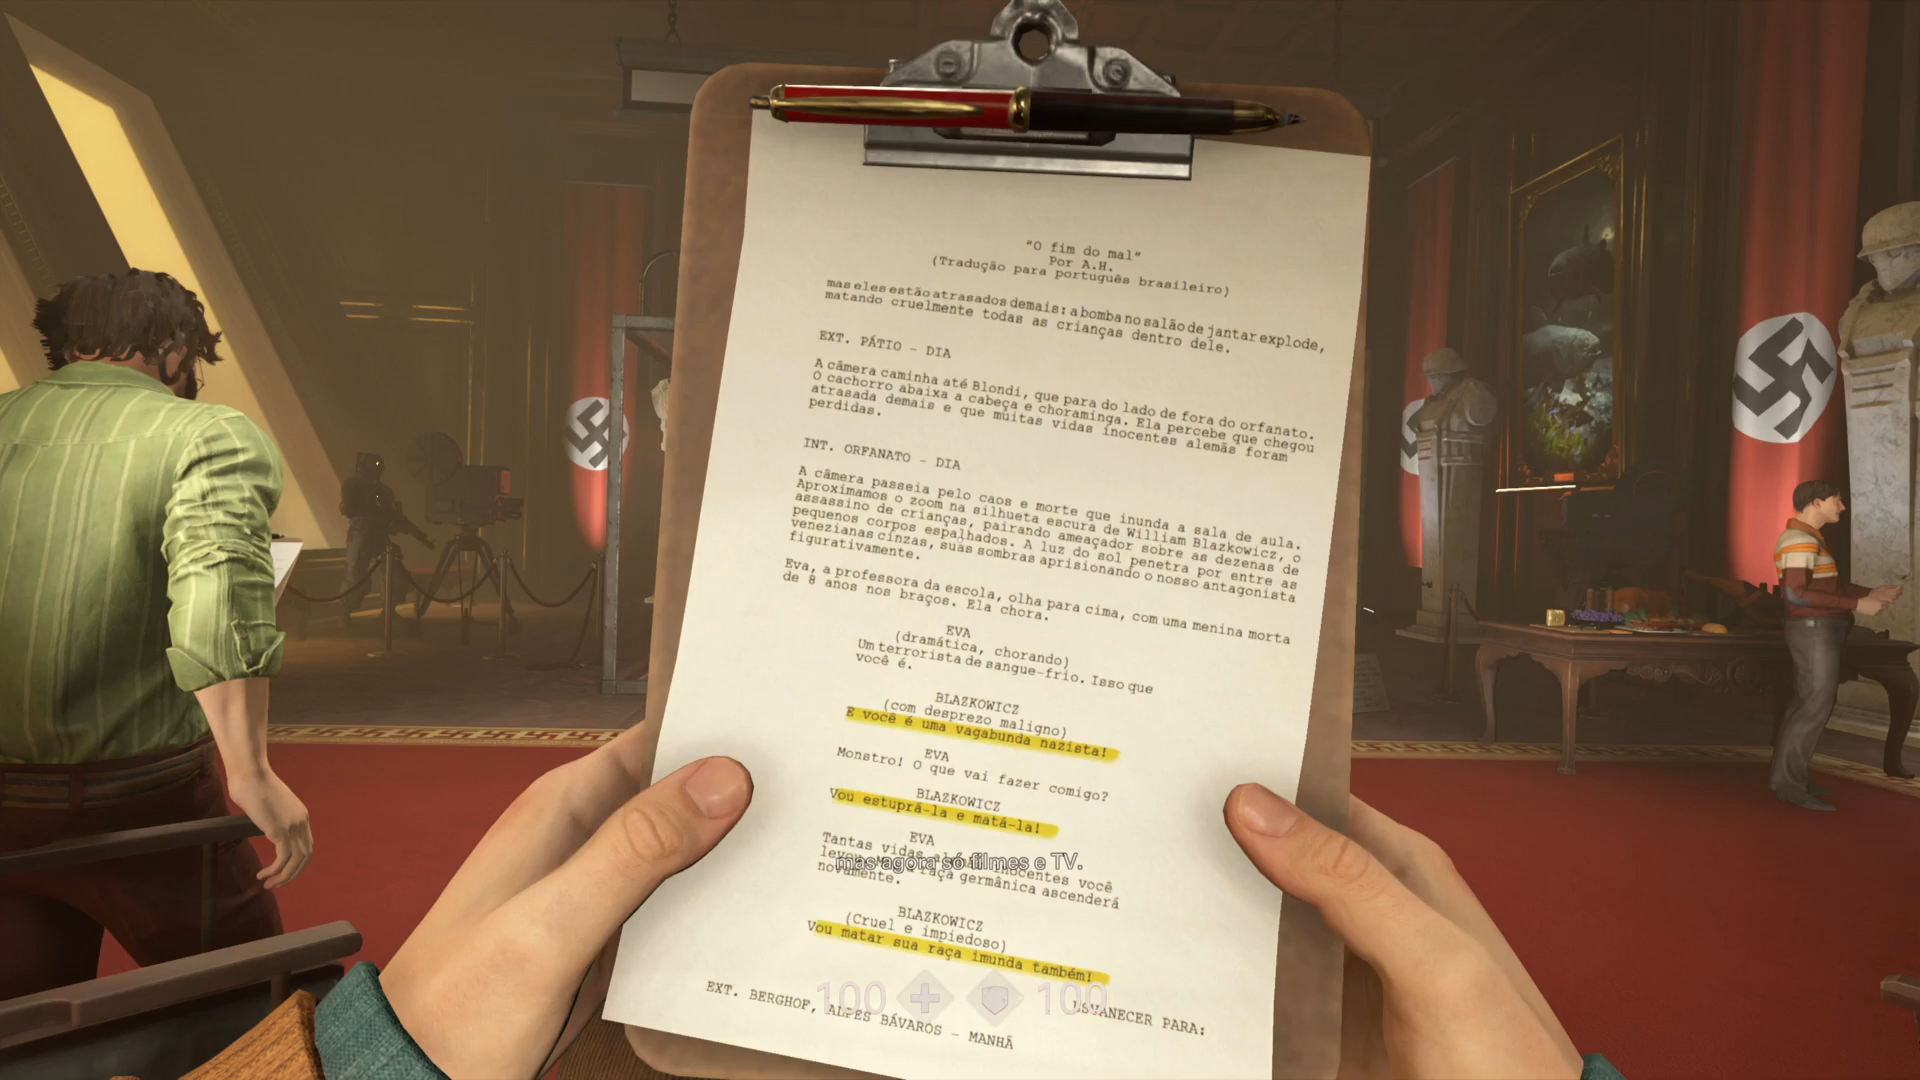 "O fim do mal"
Por A.H.
(Tradução para português brasileiro)
mas eles estão atrasados demais: a bomba no salão de jantar explode,
matando cruelmente todas as crianças dentro dele.
EXT. PÁTIO - DIA
A câmera caminha até Blondi, que para do lado de fora do orfanato.
O cachorro abaixa a cabeça e choraminga. Ela percebe que chegou
atrasada demais e que muitas vidas inocentes alemãs foram
perdidas.
INT. ORFANATO - DIA
A câmera passeia pelo caos e morte que inunda a sala de aula.
Aproximamos o zoom na silhueta escura de William Blazkowicz, o
assassino de crianças, pairando ameaçador sobre as dezenas de
pequenos corpos espalhados. A luz do sol penetra por entre as
venezianas cinzas, suas sombras aprisionando o nosso antagonista
figurativamente.
Eva, a professora da escola, olha para cima, com uma menina morta
de 8 anos nos braços. Ela chora.
EVA
(dramática, chorando)
Um terrorista de sangue-frio. Isso que
você é.
BLAZKOWICZ
(com desprezo maligno)
E você é uma vagabunda nazista!
EVA
Monstro! O que vai fazer comigo?
BLAZKOWICZ
Vou estuprá-la e matá-la!
EVA
Tantas vidas inocentes você
levou raça germânica ascenderá
novamente.
mas agora só filmes e TV.
BLAZKOWICZ
(Cruel e impiedoso)
Vou matar sua raça imunda também!
100 100
ESVANECER PARA:
EXT. BERGHOF, ALPES BÁVAROS - MANHÃ